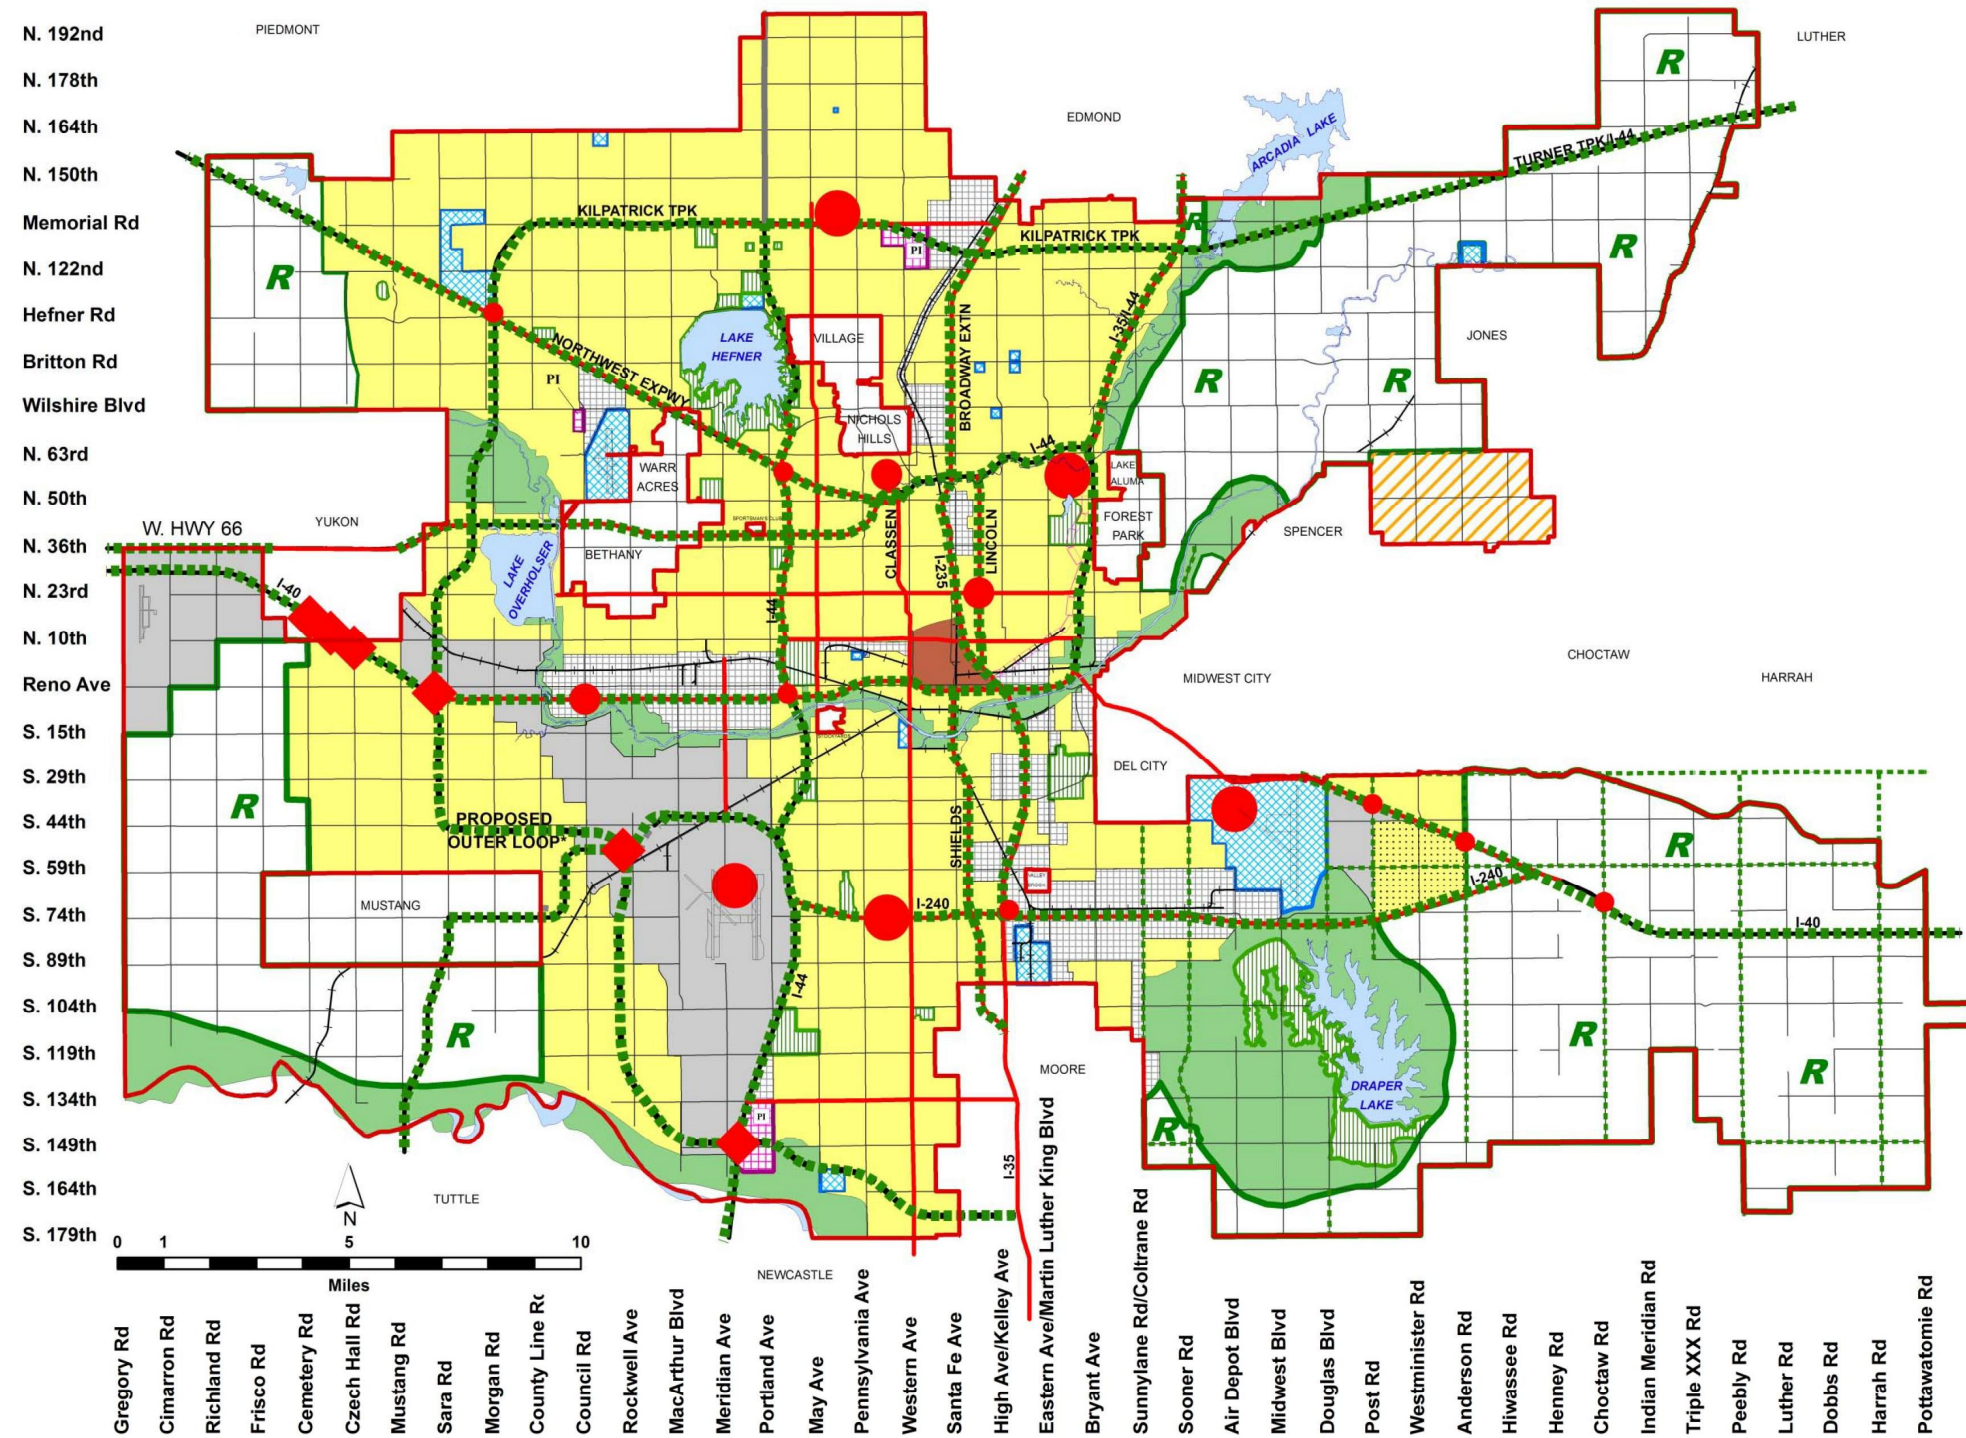 N. 192nd
N. 178th
N. 164th
N. 150th
Memorial Rd
N. 122nd
Hefner Rd
Britton Rd
Wilshire Blvd
N. 63rd
N. 50th
N. 36th
N. 23rd
N. 10th
Reno Ave
S. 15th
S. 29th
S. 44th
S. 59th
S. 74th
S. 89th
S. 104th
S. 119th
S. 134th
S. 149th
S. 164th
S. 179th
PIEDMONT
EDMOND
LUTHER
R
ARCADIA LAKE
TURNER TPK/I-44
KILPATRICK TPK
KILPATRICK TPK
PI
R
R
R
LAKE
HEFNER
VILLAGE
NORTHWEST EXPWY
BROADWAY EXTN
I-35/I-44
JONES
PI
R
R
NICHOLS
HILLS
I-44
WARR
ACRES
LAKE
ALUMA
SPORTSMAN'S CLUB
FOREST
PARK
SPENCER
YUKON
W. HWY 66
BETHANY
LAKE
OVERHOLSER
CLASSEN
I-235
LINCOLN
I-40
I-44
CHOCTAW
MIDWEST CITY
HARRAH
STOCKYARDS
DEL CITY
R
PROPOSED
OUTER LOOP*
SHIELDS
R
VALLEY
BROOK
I-240
MUSTANG
I-240
I-40
I-44
R
R
MOORE
DRAPER
LAKE
R
R
PI
I-35
TUTTLE
N
NEWCASTLE
0 1 5 10
Miles
Gregory Rd
Cimarron Rd
Richland Rd
Frisco Rd
Cemetery Rd
Czech Hall Rd
Mustang Rd
Sara Rd
Morgan Rd
County Line Rd
Council Rd
Rockwell Ave
MacArthur Blvd
Meridian Ave
Portland Ave
May Ave
Pennsylvania Ave
Western Ave
Santa Fe Ave
High Ave/Kelley Ave
Eastern Ave/Martin Luther King Blvd
Bryant Ave
Sunnylane Rd/Coltrane Rd
Sooner Rd
Air Depot Blvd
Midwest Blvd
Douglas Blvd
Post Rd
Westminister Rd
Anderson Rd
Hiwassee Rd
Henney Rd
Choctaw Rd
Indian Meridian Rd
Triple XXX Rd
Peebly Rd
Luther Rd
Dobbs Rd
Harrah Rd
Pottawatomie Rd